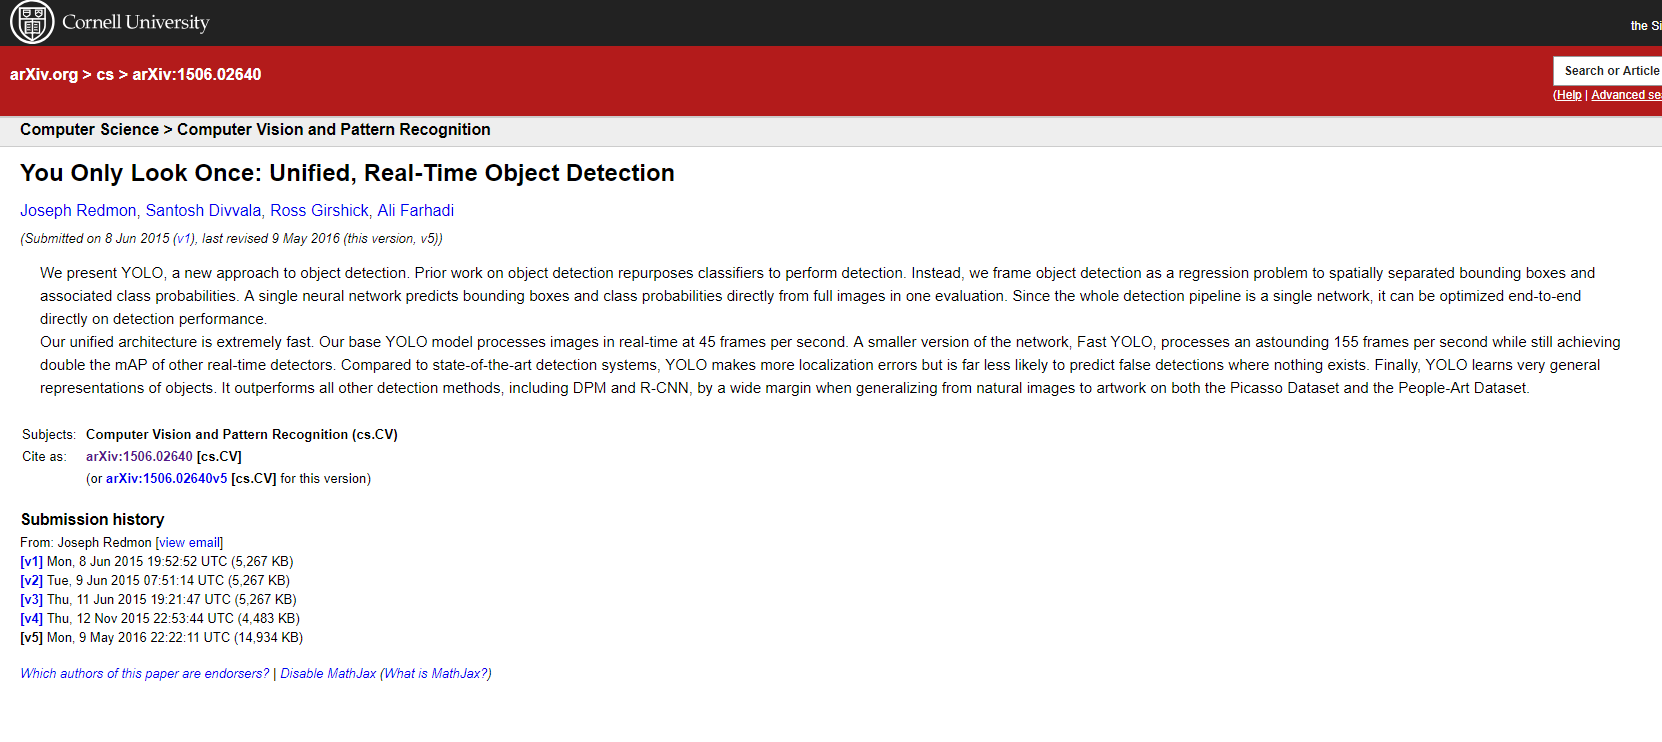 Cornell University
the Si
arXiv.org > cs > arXiv:1506.02640
Search or Article
(Help | Advanced sea
Computer Science > Computer Vision and Pattern Recognition
You Only Look Once: Unified, Real-Time Object Detection
Joseph Redmon, Santosh Divvala, Ross Girshick, Ali Farhadi
(Submitted on 8 Jun 2015 (v1), last revised 9 May 2016 (this version, v5))
We present YOLO, a new approach to object detection. Prior work on object detection repurposes classifiers to perform detection. Instead, we frame object detection as a regression problem to spatially separated bounding boxes and
associated class probabilities. A single neural network predicts bounding boxes and class probabilities directly from full images in one evaluation. Since the whole detection pipeline is a single network, it can be optimized end-to-end
directly on detection performance.
Our unified architecture is extremely fast. Our base YOLO model processes images in real-time at 45 frames per second. A smaller version of the network, Fast YOLO, processes an astounding 155 frames per second while still achieving
double the mAP of other real-time detectors. Compared to state-of-the-art detection systems, YOLO makes more localization errors but is far less likely to predict false detections where nothing exists. Finally, YOLO learns very general
representations of objects. It outperforms all other detection methods, including DPM and R-CNN, by a wide margin when generalizing from natural images to artwork on both the Picasso Dataset and the People-Art Dataset.
Subjects: Computer Vision and Pattern Recognition (cs.CV)
Cite as: arXiv:1506.02640 [cs.CV]
(or arXiv:1506.02640v5 [cs.CV] for this version)
Submission history
From: Joseph Redmon [view email]
[v1] Mon, 8 Jun 2015 19:52:52 UTC (5,267 KB)
[v2] Tue, 9 Jun 2015 07:51:14 UTC (5,267 KB)
[v3] Thu, 11 Jun 2015 19:21:47 UTC (5,267 KB)
[v4] Thu, 12 Nov 2015 22:53:44 UTC (4,483 KB)
[v5] Mon, 9 May 2016 22:22:11 UTC (14,934 KB)
Which authors of this paper are endorsers? | Disable MathJax (What is MathJax?)